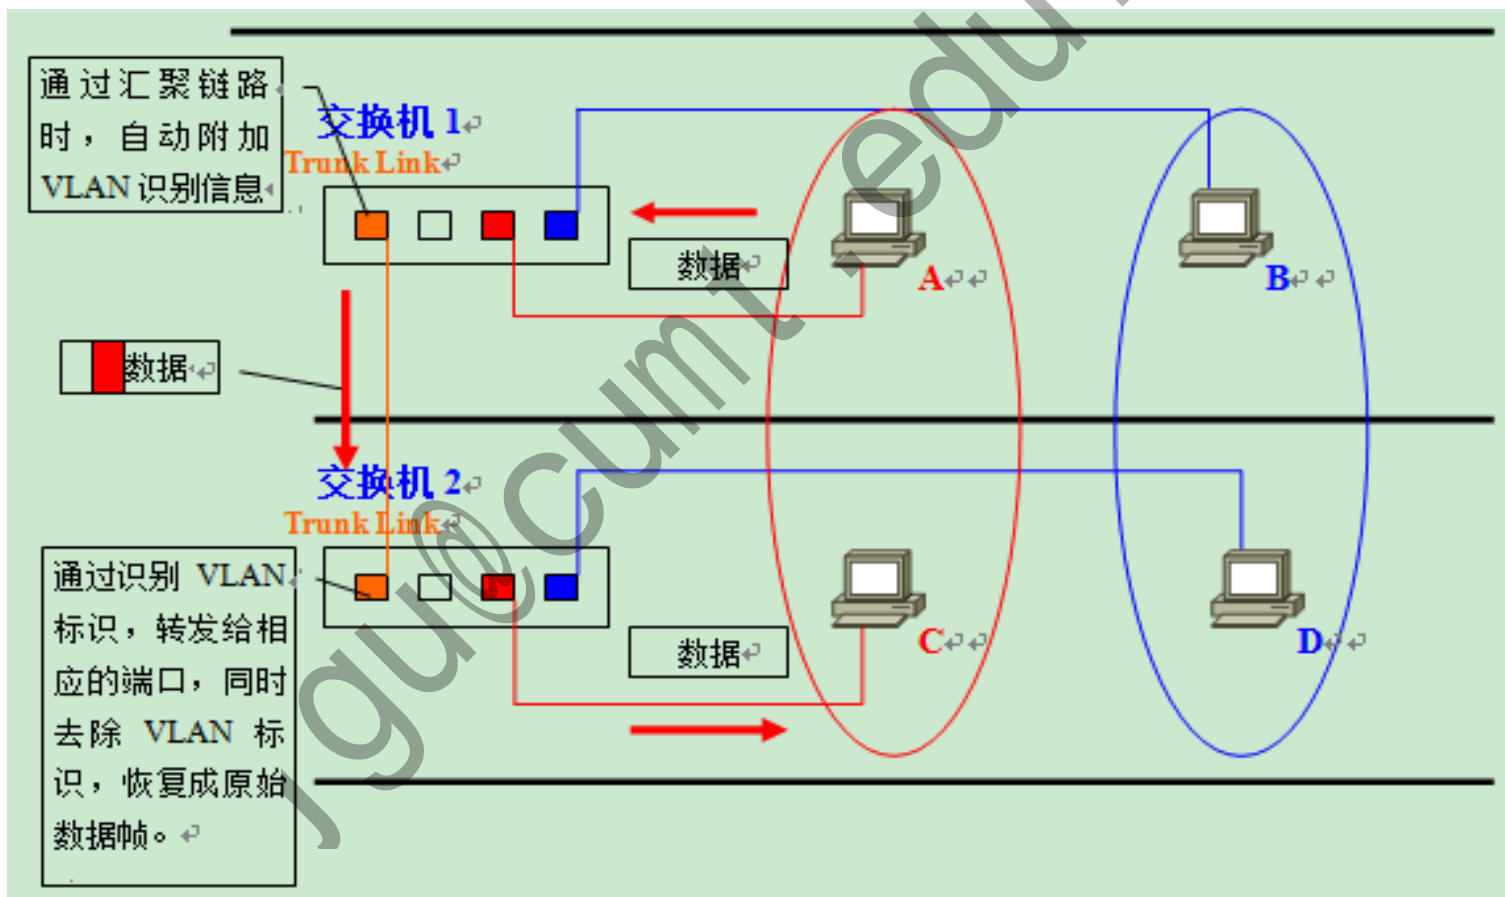 通过汇聚链路
时，自动附加
VLAN 识别信息
交换机 1
Trunk Link
数据
A
B
数据
交换机 2
Trunk Link
通过识别 VLAN
标识，转发给相
应的端口，同时
去除 VLAN 标
识，恢复成原始
数据帧。
数据
C
D
jgu@cumt.edu